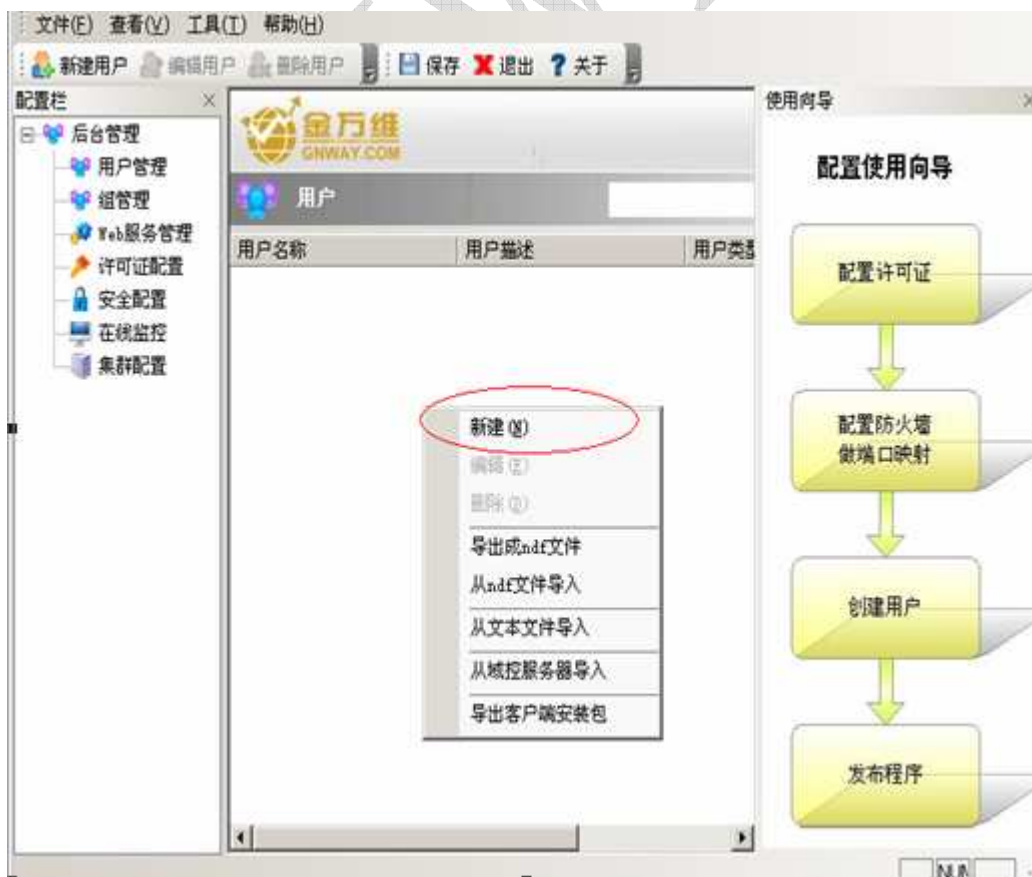 文件(F) 查看(V) 工具(T) 帮助(H)
新建用户 编辑用户 删除用户 保存 退出 ? 关于
配置栏
后台管理
用户管理
组管理
Web服务管理
许可证配置
安全配置
在线监控
集群配置
金万维
GNWAY.COM
用户
用户名称 用户描述 用户类型
新建(N)
编辑(E)
删除(D)
导出成ndf文件
从ndf文件导入
从文本文件导入
从域控服务器导入
导出客户端安装包
使用向导
配置使用向导
配置许可证
配置防火墙
做端口映射
创建用户
发布程序
NUM